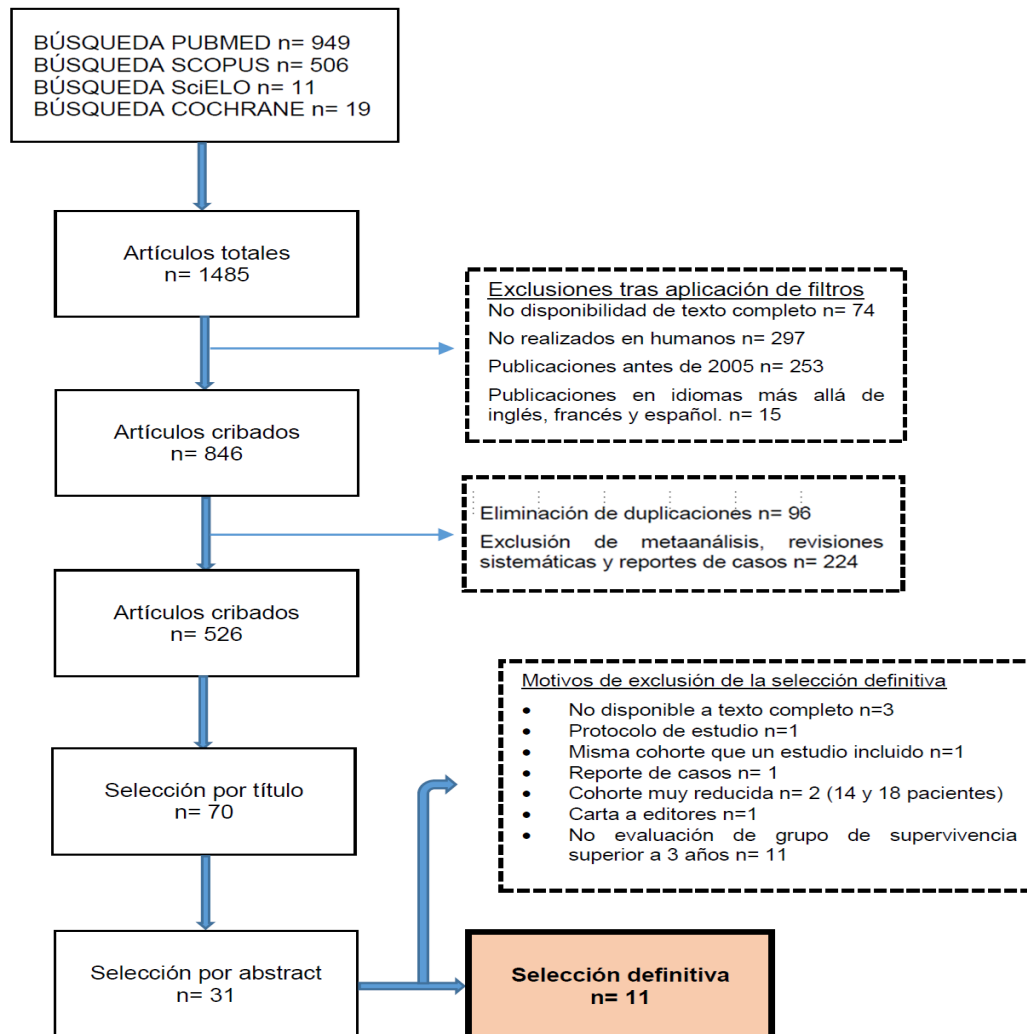 BÚSQUEDA PUBMED n= 949
BÚSQUEDA SCOPUS n= 506
BÚSQUEDA SciELO n= 11
BÚSQUEDA COCHRANE n= 19
Artículos totales
n= 1485
Exclusiones tras aplicación de filtros
No disponibilidad de texto completo n= 74
No realizados en humanos n= 297
Publicaciones antes de 2005 n= 253
Publicaciones en idiomas más allá de
inglés, francés y español. n= 15
Artículos cribados
n= 846
Eliminación de duplicaciones n= 96
Exclusión de metaanálisis, revisiones
sistemáticas y reportes de casos n= 224
Artículos cribados
n= 526
Motivos de exclusión de la selección definitiva
• No disponible a texto completo n=3
• Protocolo de estudio n=1
• Misma cohorte que un estudio incluido n=1
• Reporte de casos n= 1
• Cohorte muy reducida n= 2 (14 y 18 pacientes)
• Carta a editores n=1
• No evaluación de grupo de supervivencia
superior a 3 años n= 11
Selección por título
n= 70
Selección por abstract
n= 31
Selección definitiva
n= 11